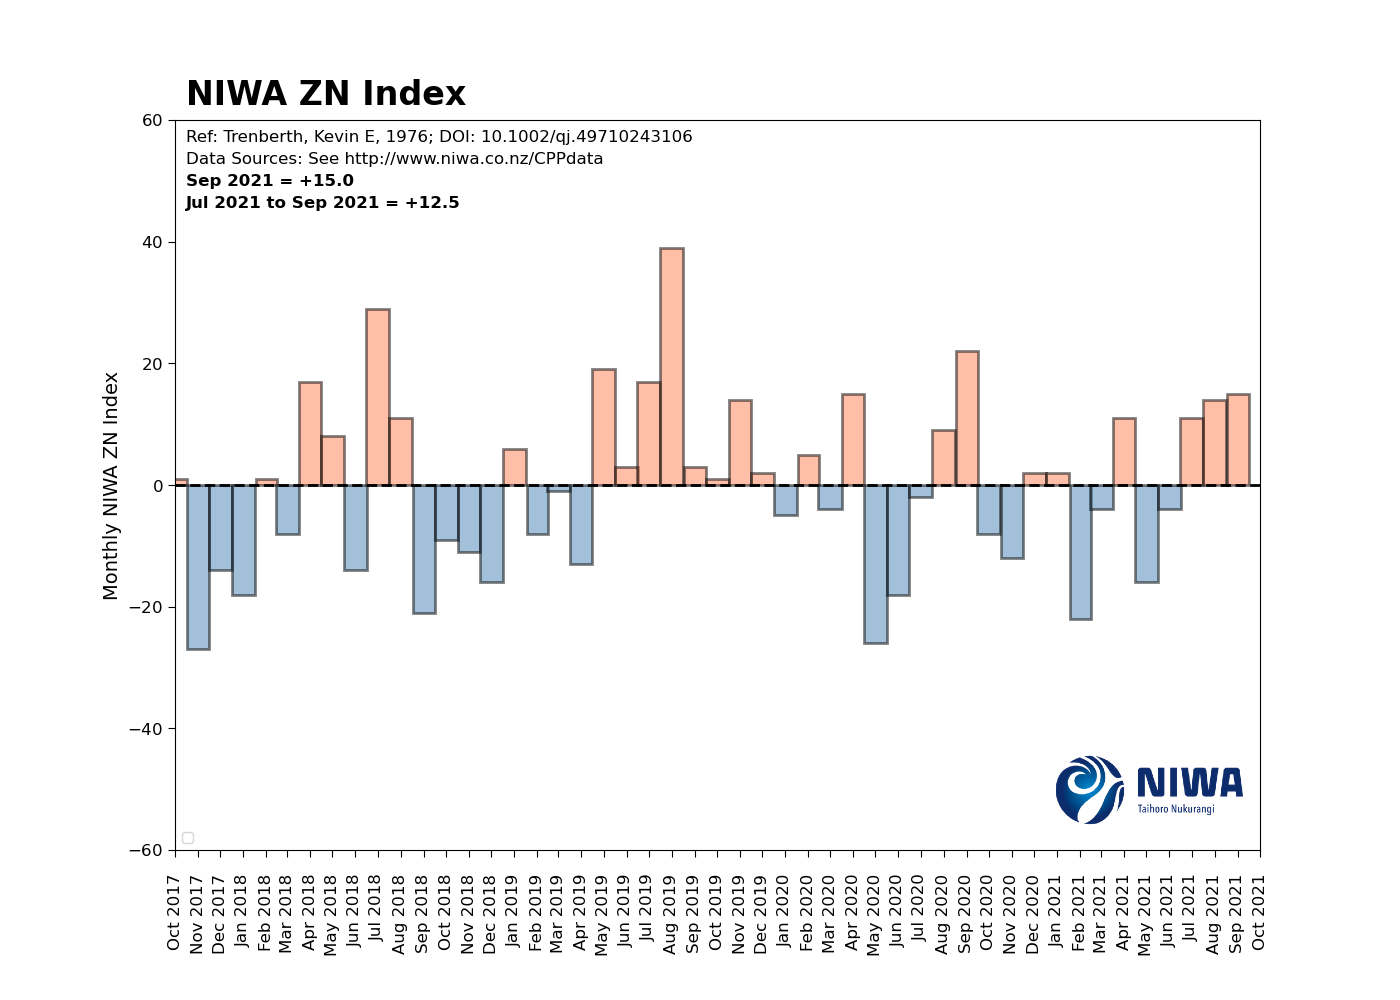 NIWA ZN Index
Ref: Trenberth, Kevin E, 1976; DOI: 10.1002/qj.49710243106
Data Sources: See http://www.niwa.co.nz/CPPdata
Sep 2021 = +15.0
Jul 2021 to Sep 2021 = +12.5
Monthly NIWA ZN Index
60
40
20
0
−20
−40
−60
NIWA
Taihoro Nukurangi
Oct 2017
Nov 2017
Dec 2017
Jan 2018
Feb 2018
Mar 2018
Apr 2018
May 2018
Jun 2018
Jul 2018
Aug 2018
Sep 2018
Oct 2018
Nov 2018
Dec 2018
Jan 2019
Feb 2019
Mar 2019
Apr 2019
May 2019
Jun 2019
Jul 2019
Aug 2019
Sep 2019
Oct 2019
Nov 2019
Dec 2019
Jan 2020
Feb 2020
Mar 2020
Apr 2020
May 2020
Jun 2020
Jul 2020
Aug 2020
Sep 2020
Oct 2020
Nov 2020
Dec 2020
Jan 2021
Feb 2021
Mar 2021
Apr 2021
May 2021
Jun 2021
Jul 2021
Aug 2021
Sep 2021
Oct 2021